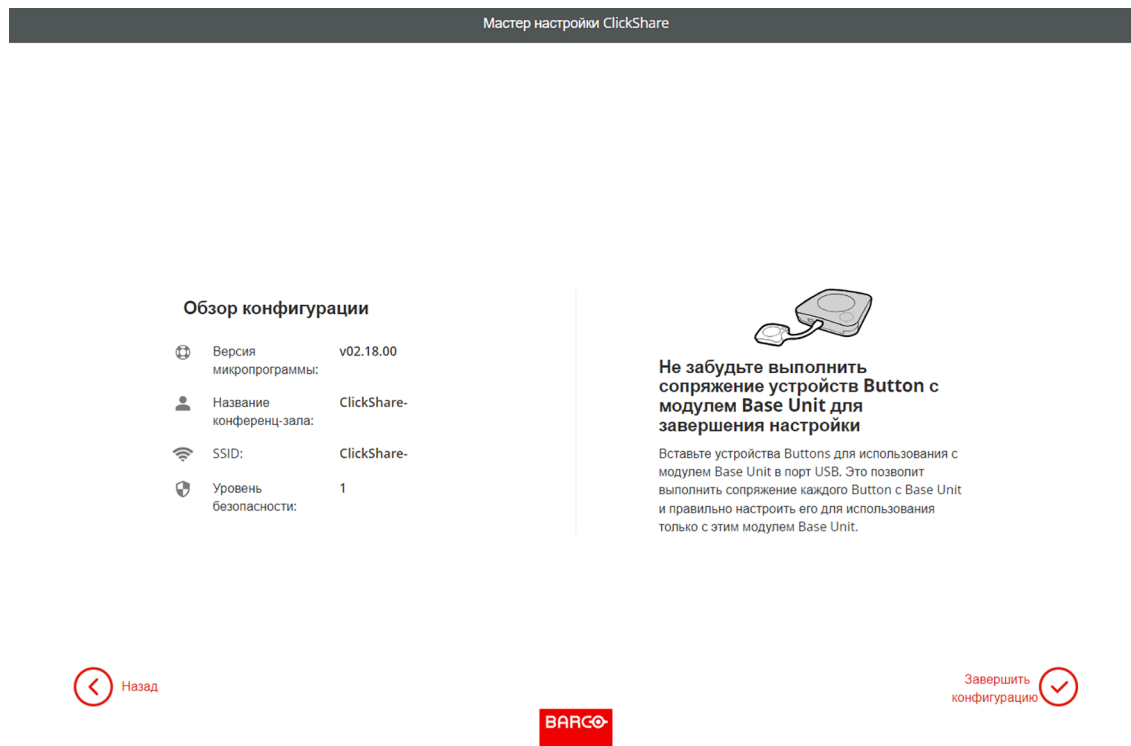 Мастер настройки ClickShare
Обзор конфигурации
Версия
микропрограммы:
v02.18.00
Название
конференц-зала:
ClickShare-
SSID:
ClickShare-
Уровень
безопасности:
1
Не забудьте выполнить
сопряжение устройств Button с
модулем Base Unit для
завершения настройки
Вставьте устройства Buttons для использования с
модулем Base Unit в порт USB. Это позволит
выполнить сопряжение каждого Button с Base Unit
и правильно настроить его для использования
только с этим модулем Base Unit.
Назад
Завершить
конфигурацию
BARCO